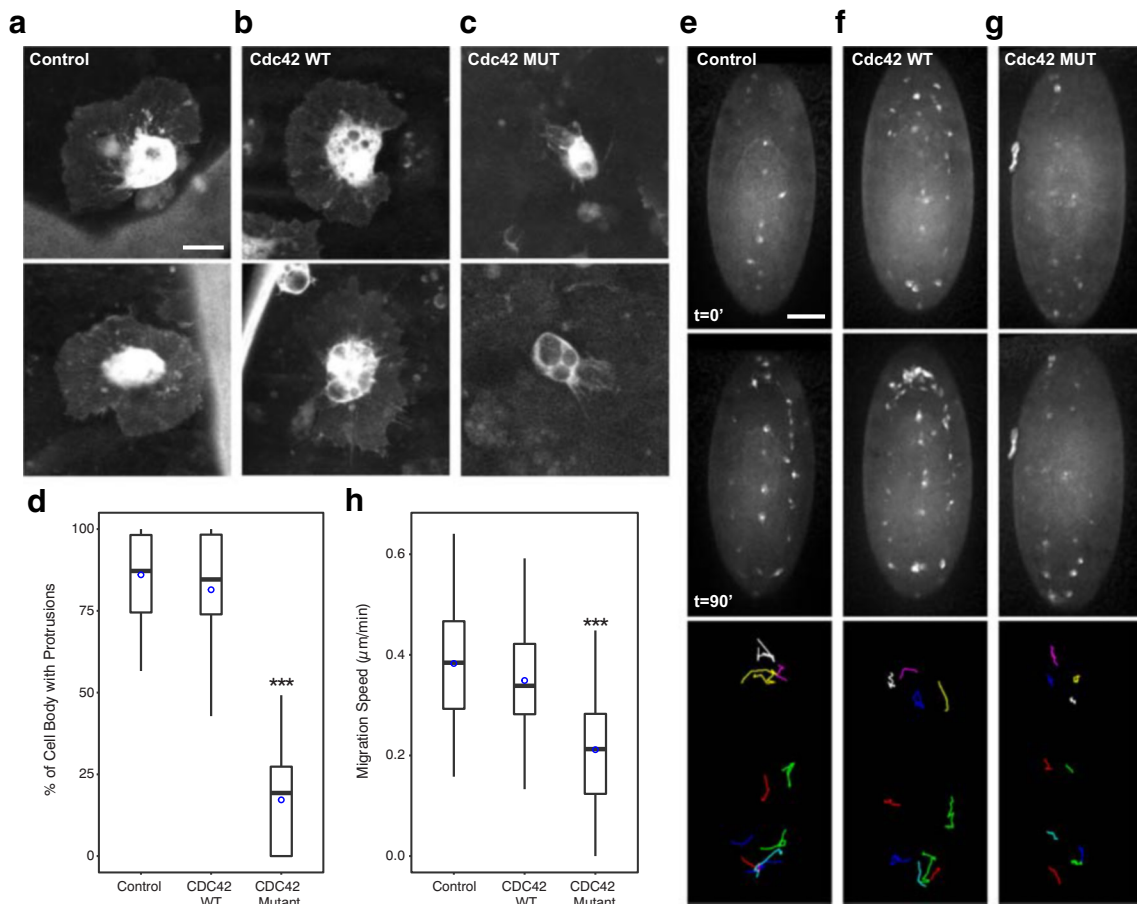 a
b
c
e
f
g
Control
Cdc42 WT
Cdc42 MUT
Control
Cdc42 WT
Cdc42 MUT
t=0’
t=90’
d
% of Cell Body with Protrusions
100
75
50
25
0
***
Control
CDC42
WT
CDC42
Mutant
h
Migration Speed (μm/min)
0.6
0.4
0.2
0.0
***
Control
CDC42
WT
CDC42
Mutant